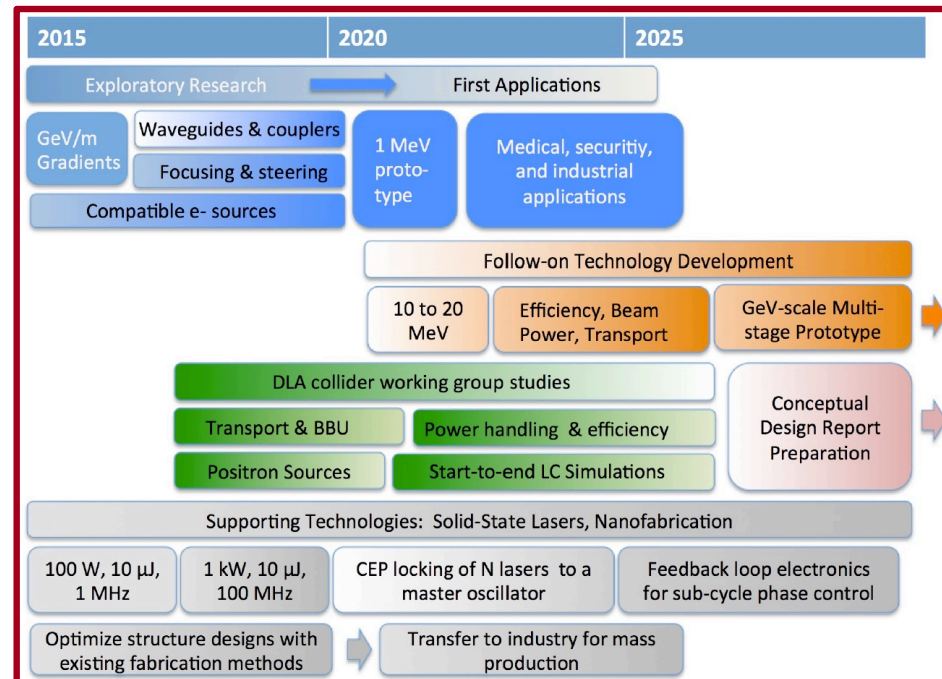 2015
2020
2025
Exploratory Research
First Applications
GeV/m
Gradients
Waveguides & couplers
Focusing & steering
Compatible e- sources
1 MeV
proto-
type
Medical, securitiy,
and industrial
applications
Follow-on Technology Development
10 to 20
MeV
Efficiency, Beam
Power, Transport
GeV-scale Multi-
stage Prototype
DLA collider working group studies
Transport & BBU
Power handling & efficiency
Positron Sources
Start-to-end LC Simulations
Conceptual
Design Report
Preparation
Supporting Technologies: Solid-State Lasers, Nanofabrication
100 W, 10 µJ,
1 MHz
1 kW, 10 µJ,
100 MHz
CEP locking of N lasers to a
master oscillator
Feedback loop electronics
for sub-cycle phase control
Optimize structure designs with
existing fabrication methods
Transfer to industry for mass
production